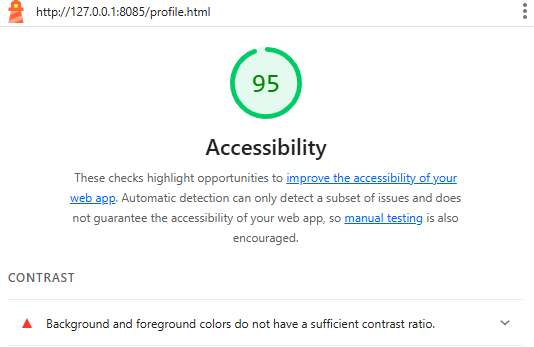 http://127.0.0.1:8085/profile.html
95
Accessibility
These checks highlight opportunities to improve the accessibility of your
web app. Automatic detection can only detect a subset of issues and does
not guarantee the accessibility of your web app, so manual testing is also
encouraged.
CONTRAST
Background and foreground colors do not have a sufficient contrast ratio.